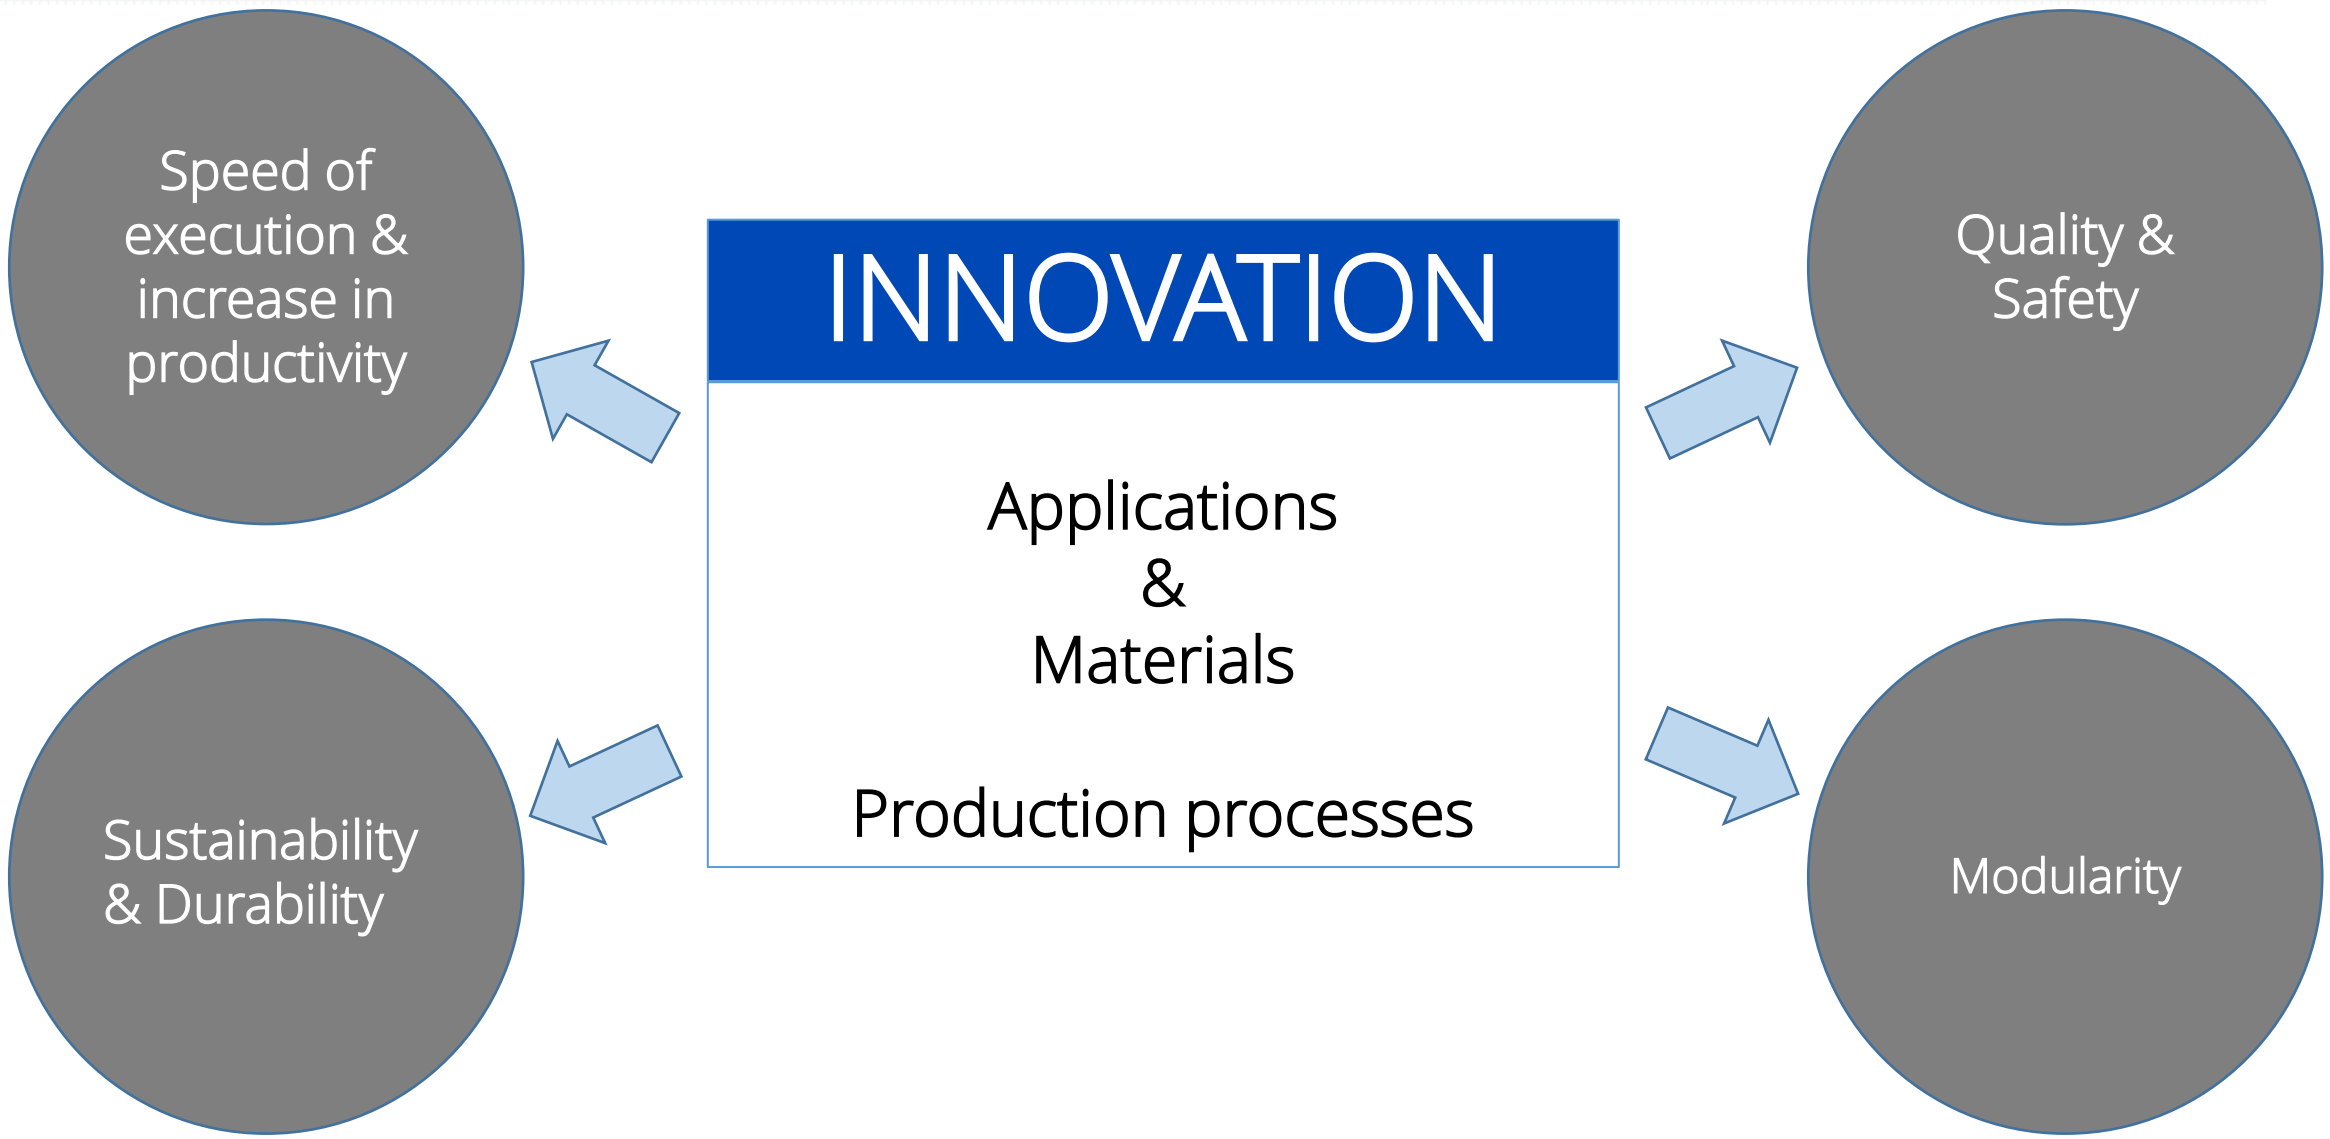 Speed of
execution &
increase in
productivity
Quality &
Safety
INNOVATION
Applications
&
Materials
Production processes
Sustainability
& Durability
Modularity